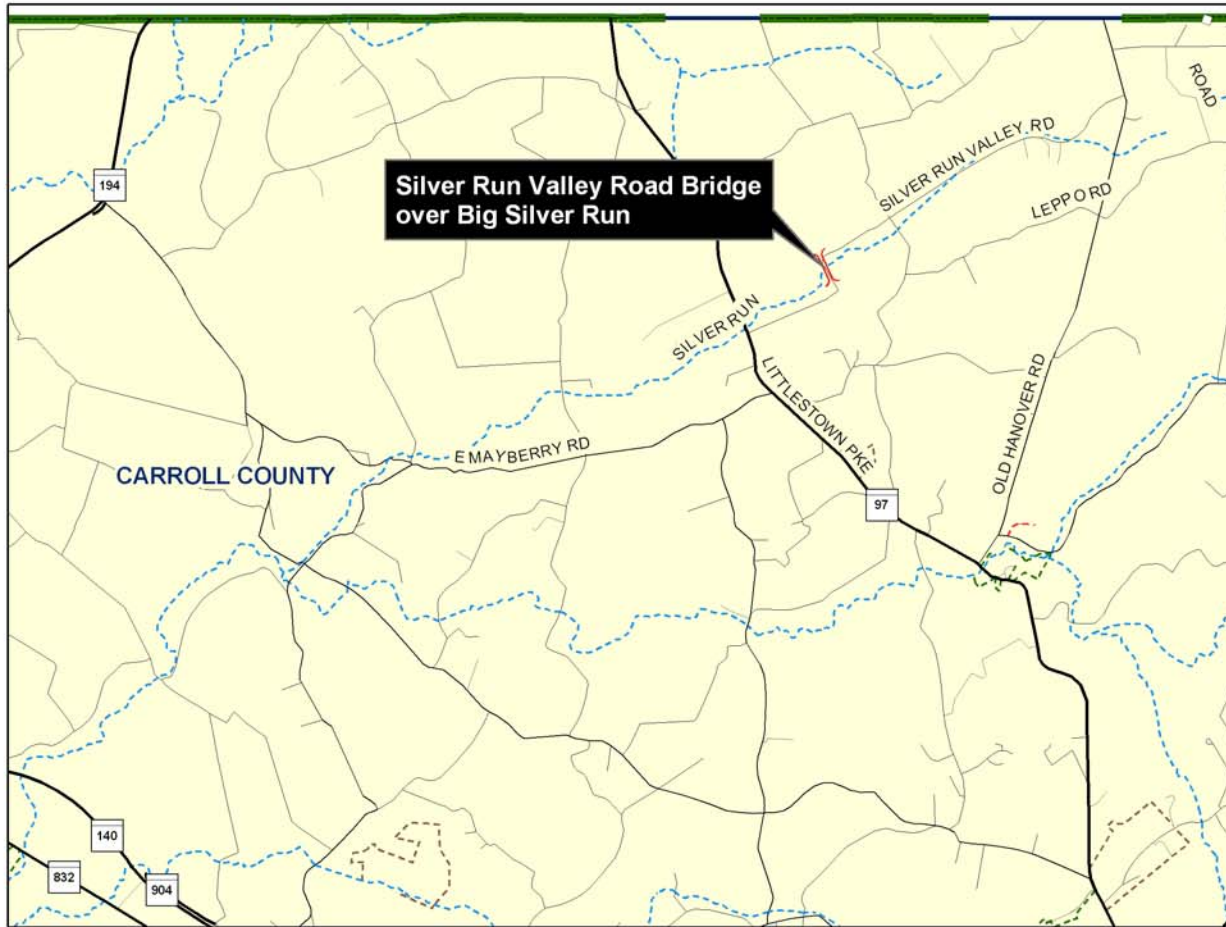 ROAD
SILVER RUN VALLEY RD
194
Silver Run Valley Road Bridge
over Big Silver Run
LEPPO RD
SILVER RUN
LITTLESTOWN PKE
OLD HANOVER RD
E MAYBERRY RD
CARROLL COUNTY
97
140
832
904